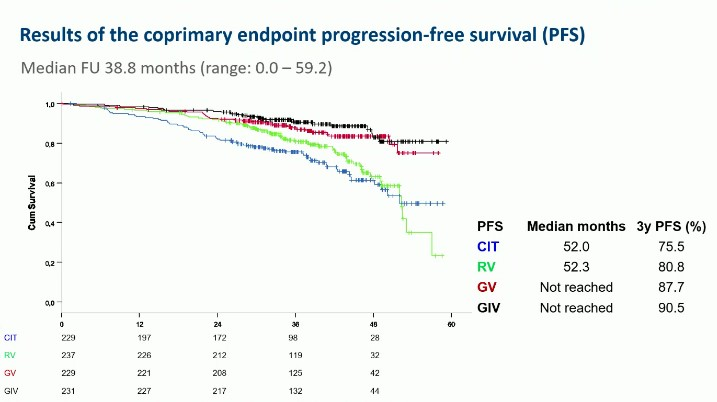 Results of the coprimary endpoint progression-free survival (PFS)
Median FU 38.8 months (range: 0.0 – 59.2)
1,0
0,8
0,6
0,4
0,2
0,0
Cum Survival
0 12 24 36 48 60
PFS Median months 3y PFS (%)
CIT 52.0 75.5
RV 52.3 80.8
GV Not reached 87.7
GIV Not reached 90.5
CIT 229 197 172 98 28
RV 237 226 212 119 32
GV 229 221 208 125 42
GIV 231 227 217 132 44